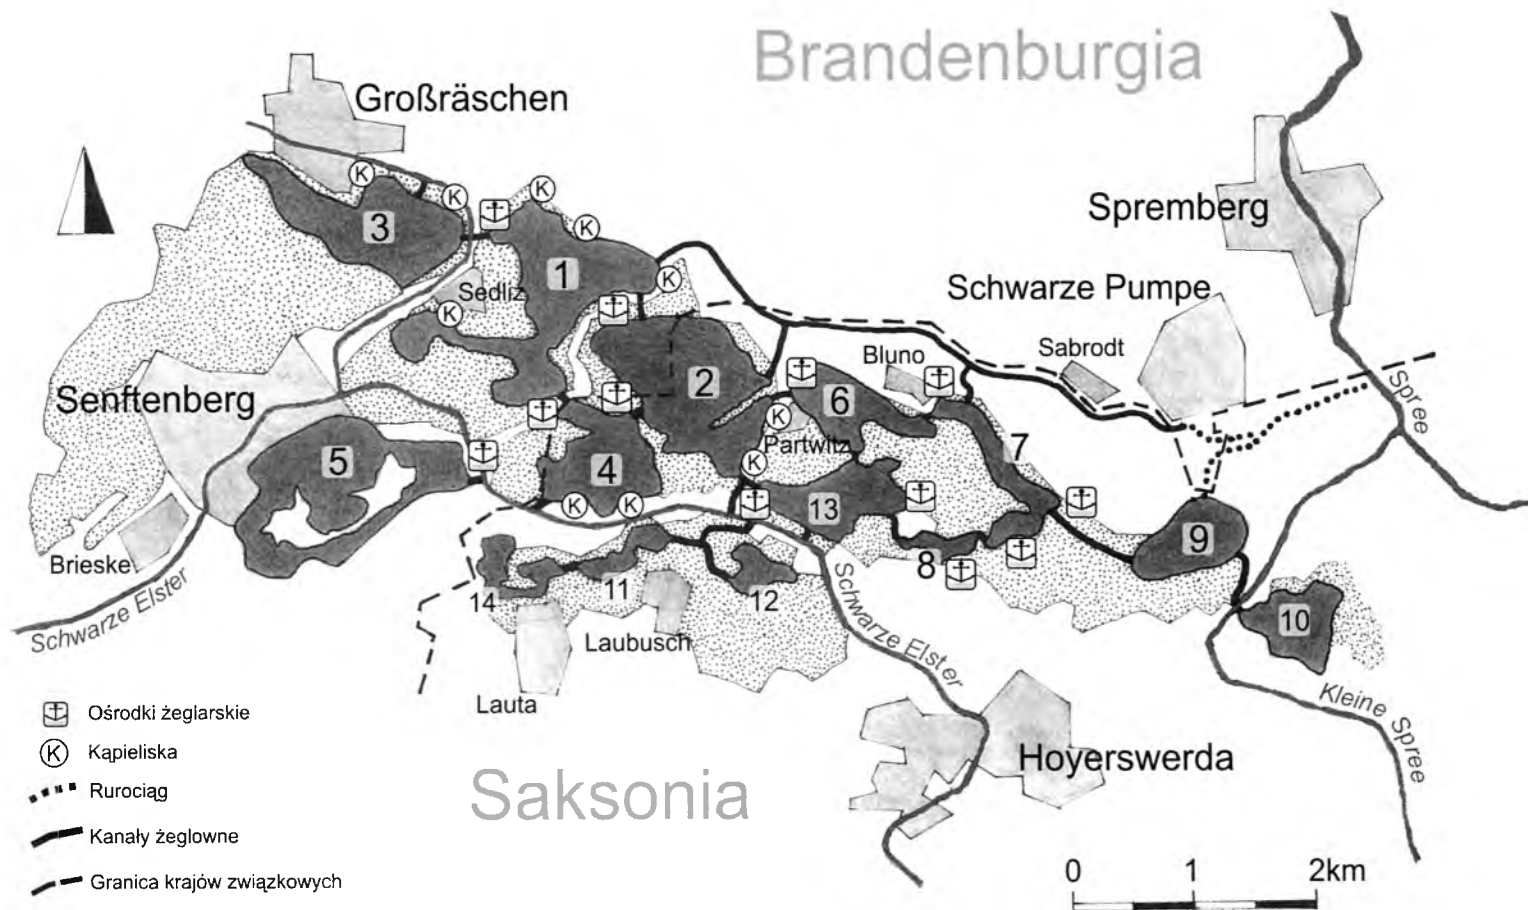 Brandenburgia
Großräschen
K
K
K
3
K
Spremberg
1
K
Schwarze Pumpe
Sedliz
K
Sabrodt
Bluno
2
6
Senftenberg
K
Partwitz
Spree
7
5
4
K
K
K
13
9
Brieske
8
14
11
12
10
Schwarze Elster
Laubusch
Schwarze Elster
Lauta
Kleine Spree
Ośrodki żeglarskie
K Kąpieliska
Hoyerswerda
Saksonia
Rurociąg
Kanały żeglowne
0 1 2km
Granica krajów związkowych